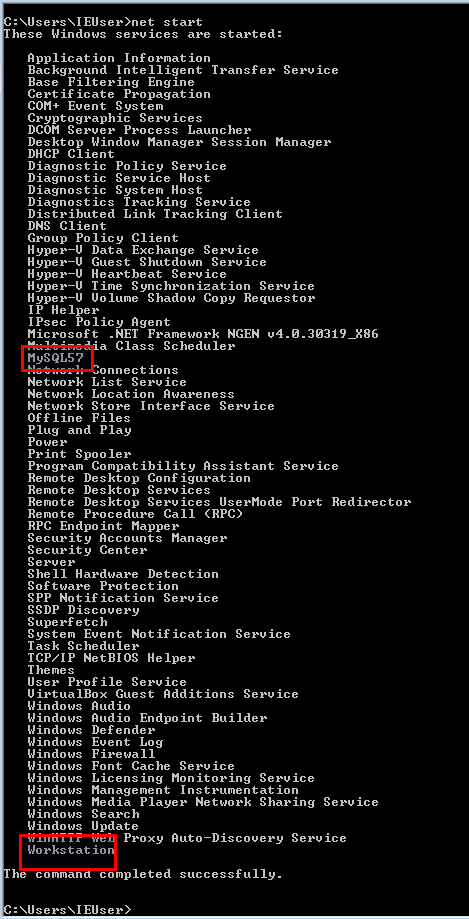 C:\Users\IEUser>net start
These Windows services are started:
Application Information
Background Intelligent Transfer Service
Base Filtering Engine
Certificate Propagation
COM+ Event System
Cryptographic Services
DCOM Server Process Launcher
Desktop Window Manager Session Manager
DHCP Client
Diagnostic Policy Service
Diagnostic Service Host
Diagnostic System Host
Diagnostics Tracking Service
Distributed Link Tracking Client
DNS Client
Group Policy Client
Hyper-V Data Exchange Service
Hyper-V Guest Shutdown Service
Hyper-V Heartbeat Service
Hyper-V Time Synchronization Service
Hyper-V Volume Shadow Copy Requestor
IP Helper
IPsec Policy Agent
Microsoft .NET Framework NGEN v4.0.30319_X86
Multimedia Class Scheduler
MySQL57
Network Connections
Network List Service
Network Location Awareness
Network Store Interface Service
Offline Files
Plug and Play
Power
Print Spooler
Program Compatibility Assistant Service
Remote Desktop Configuration
Remote Desktop Services
Remote Desktop Services UserMode Port Redirector
Remote Procedure Call (RPC)
RPC Endpoint Mapper
Security Accounts Manager
Security Center
Server
Shell Hardware Detection
Software Protection
SPP Notification Service
SSDP Discovery
Superfetch
System Event Notification Service
Task Scheduler
TCP/IP NetBIOS Helper
Themes
User Profile Service
VirtualBox Guest Additions Service
Windows Audio
Windows Audio Endpoint Builder
Windows Defender
Windows Event Log
Windows Firewall
Windows Font Cache Service
Windows Licensing Monitoring Service
Windows Management Instrumentation
Windows Media Player Network Sharing Service
Windows Search
Windows Update
WinHTTP Web Proxy Auto-Discovery Service
Workstation
The command completed successfully.
C:\Users\IEUser>